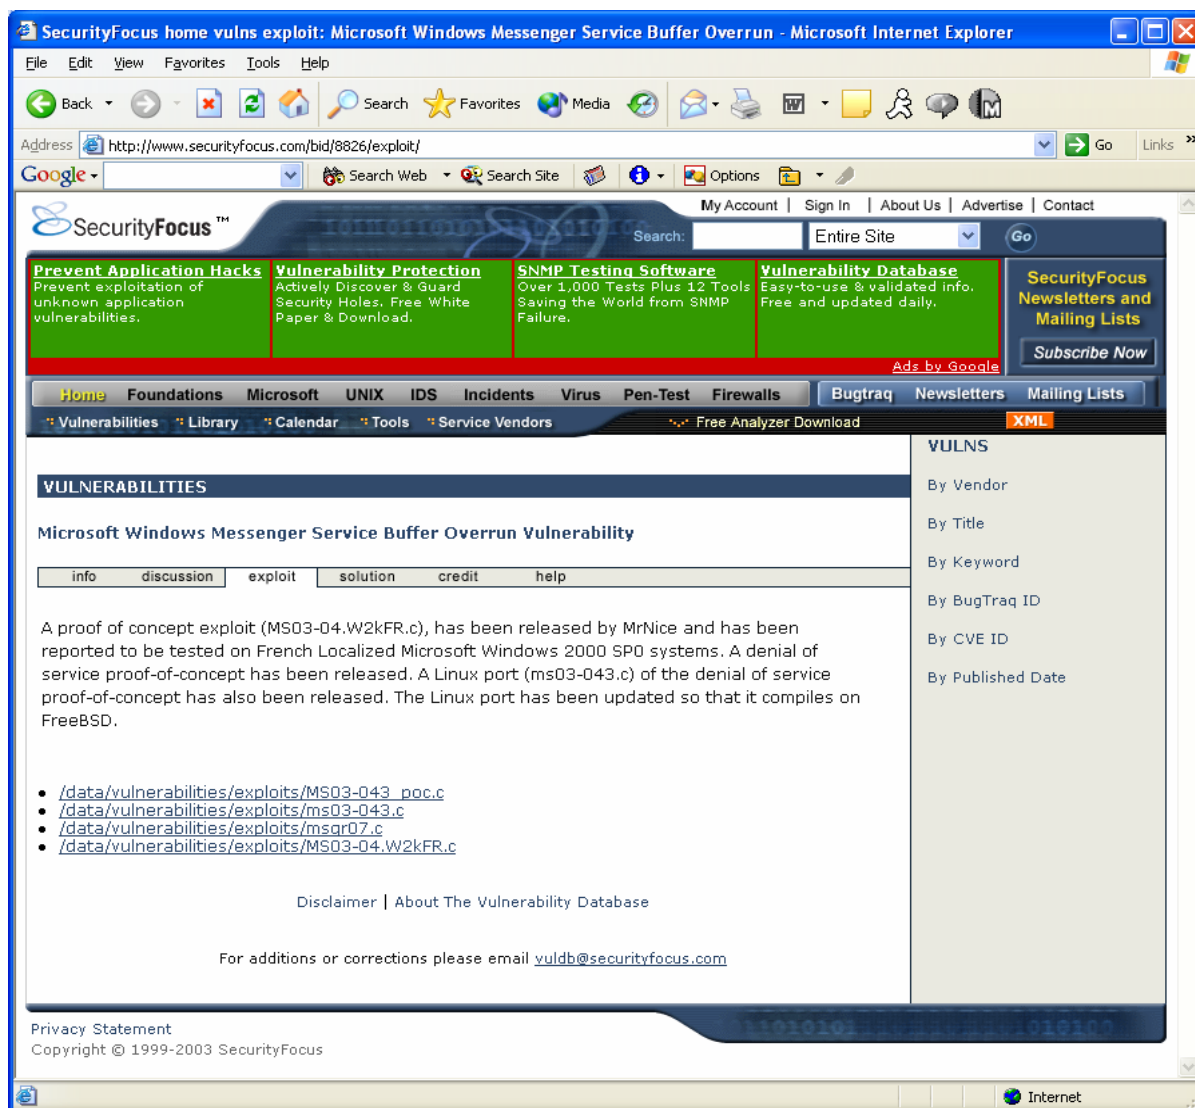 SecurityFocus home vulns exploit: Microsoft Windows Messenger Service Buffer Overrun - Microsoft Internet Explorer
File Edit View Favorites Tools Help
Back Search Favorites Media
Address http://www.securityfocus.com/bid/8826/exploit/ Go Links »
Google Search Web Search Site Options
My Account | Sign In | About Us | Advertise | Contact
SecurityFocus™ Search: Entire Site Go
Prevent Application Hacks
Prevent exploitation of
unknown application
vulnerabilities.
Vulnerability Protection
Actively Discover & Guard
Security Holes. Free White
Paper & Download.
SNMP Testing Software
Over 1,000 Tests Plus 12 Tools
Saving the World from SNMP
Failure.
Vulnerability Database
Easy-to-use & validated info.
Free and updated daily.
SecurityFocus
Newsletters and
Mailing Lists
Subscribe Now
Ads by Google
Home Foundations Microsoft UNIX IDS Incidents Virus Pen-Test Firewalls Bugtraq Newsletters Mailing Lists
Vulnerabilities Library Calendar Tools Service Vendors Free Analyzer Download XML
VULNERABILITIES
Microsoft Windows Messenger Service Buffer Overrun Vulnerability
info discussion exploit solution credit help
A proof of concept exploit (MS03-04.W2kFR.c), has been released by MrNice and has been
reported to be tested on French Localized Microsoft Windows 2000 SP0 systems. A denial of
service proof-of-concept has been released. A Linux port (ms03-043.c) of the denial of service
proof-of-concept has also been released. The Linux port has been updated so that it compiles on
FreeBSD.
• /data/vulnerabilities/exploits/MS03-043_poc.c
• /data/vulnerabilities/exploits/ms03-043.c
• /data/vulnerabilities/exploits/msgr07.c
• /data/vulnerabilities/exploits/MS03-04.W2kFR.c
Disclaimer | About The Vulnerability Database
For additions or corrections please email vuldb@securityfocus.com
VULNS
By Vendor
By Title
By Keyword
By BugTraq ID
By CVE ID
By Published Date
Privacy Statement
Copyright © 1999-2003 SecurityFocus
Internet